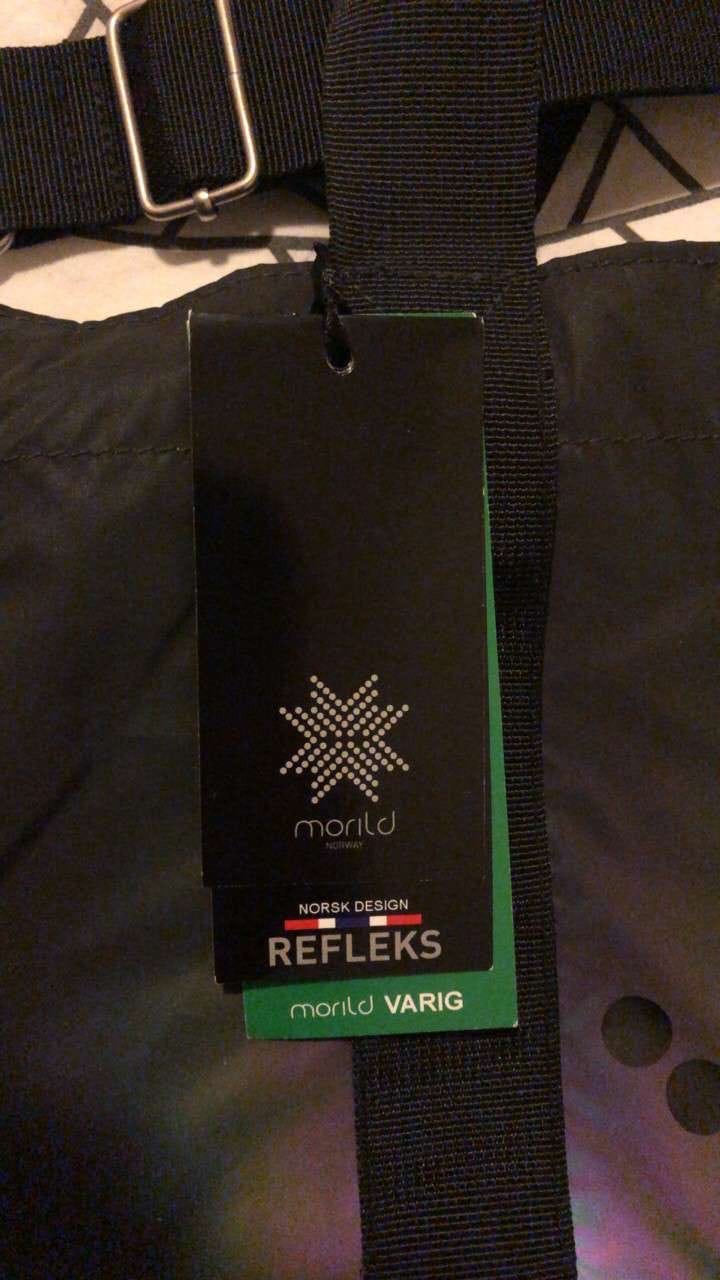 morild
NORWAY
NORSK DESIGN
REFLEKS
morild VARIG